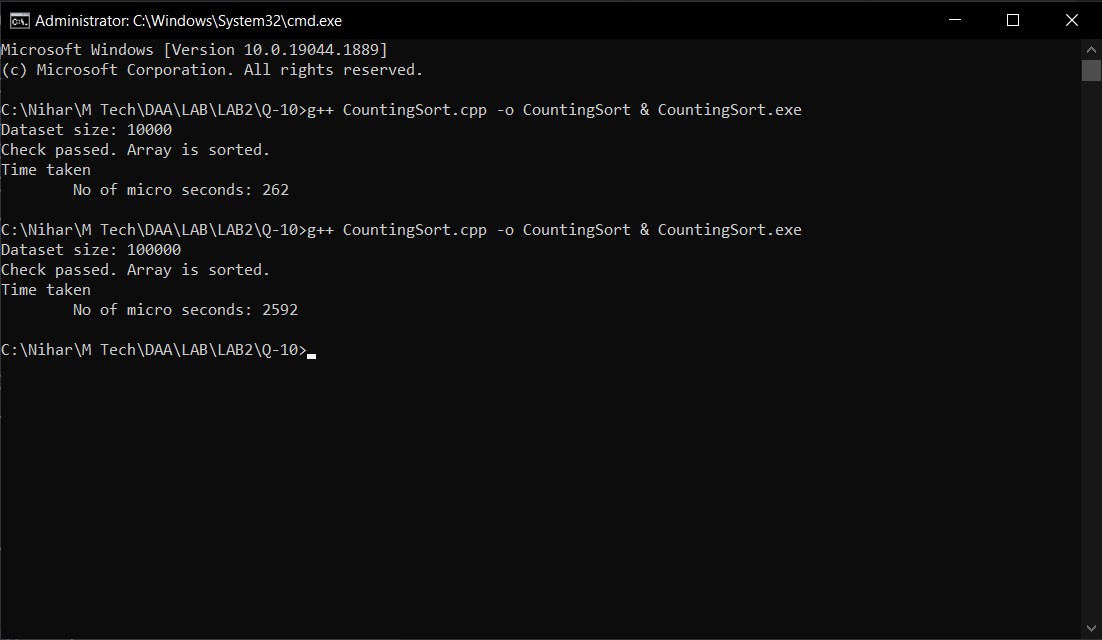 Administrator: C:\Windows\System32\cmd.exe
Microsoft Windows [Version 10.0.19044.1889]
(c) Microsoft Corporation. All rights reserved.
C:\Nihar\M Tech\DAA\LAB\LAB2\Q-10>g++ CountingSort.cpp -o CountingSort & CountingSort.exe
Dataset size: 10000
Check passed. Array is sorted.
Time taken
No of micro seconds: 262
C:\Nihar\M Tech\DAA\LAB\LAB2\Q-10>g++ CountingSort.cpp -o CountingSort & CountingSort.exe
Dataset size: 100000
Check passed. Array is sorted.
Time taken
No of micro seconds: 2592
C:\Nihar\M Tech\DAA\LAB\LAB2\Q-10>